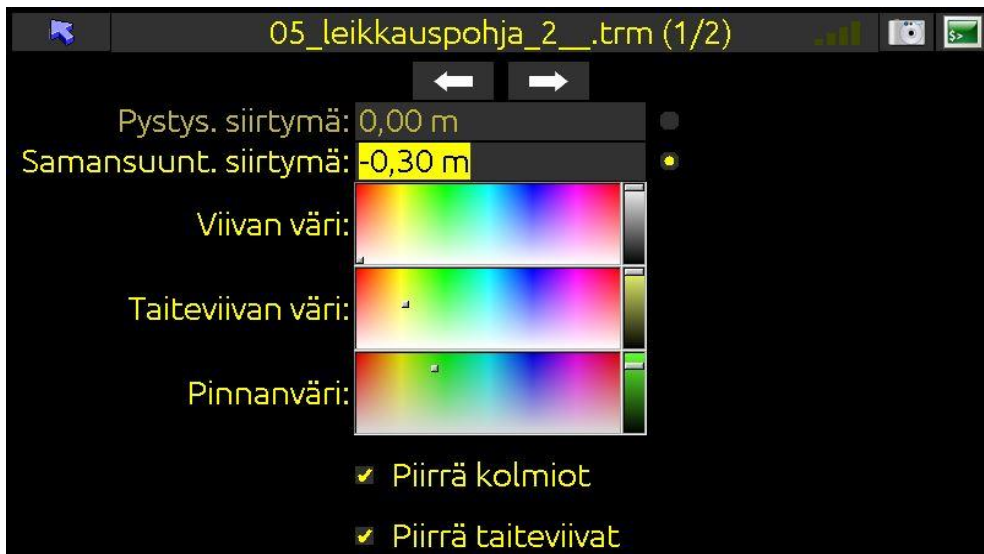 05_leikkauspohja_2__.trm (1/2)
$>
Pystys. siirtymä: 0,00 m
Samansuunt. siirtymä: -0,30 m
Viivan väri:
Taiteviivan väri:
Pinnanväri:
Piirrä kolmiot
Piirrä taiteviivat